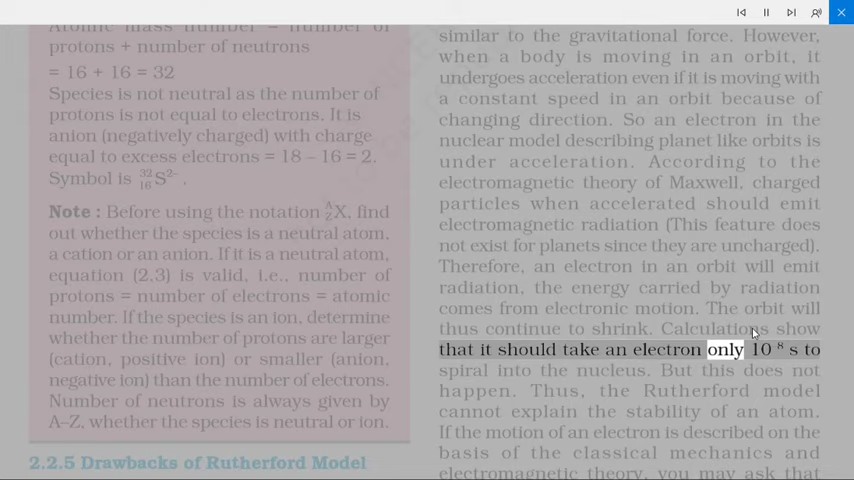 Atomic mass number = number of
protons + number of neutrons
= 16 + 16 = 32
Species is not neutral as the number of
protons is not equal to electrons. It is
anion (negatively charged) with charge
equal to excess electrons = 18 – 16 = 2.
Symbol is ³²₁₆S²⁻ .
Note : Before using the notation ᴬ_ZX, find
out whether the species is a neutral atom,
a cation or an anion. If it is a neutral atom,
equation (2.3) is valid, i.e., number of
protons = number of electrons = atomic
number. If the species is an ion, determine
whether the number of protons are larger
(cation, positive ion) or smaller (anion,
negative ion) than the number of electrons.
Number of neutrons is always given by
A–Z, whether the species is neutral or ion.
2.2.5 Drawbacks of Rutherford Model
similar to the gravitational force. However,
when a body is moving in an orbit, it
undergoes acceleration even if it is moving with
a constant speed in an orbit because of
changing direction. So an electron in the
nuclear model describing planet like orbits is
under acceleration. According to the
electromagnetic theory of Maxwell, charged
particles when accelerated should emit
electromagnetic radiation (This feature does
not exist for planets since they are uncharged).
Therefore, an electron in an orbit will emit
radiation, the energy carried by radiation
comes from electronic motion. The orbit will
thus continue to shrink. Calculations show
that it should take an electron only 10 ⁸ s to
spiral into the nucleus. But this does not
happen. Thus, the Rutherford model
cannot explain the stability of an atom.
If the motion of an electron is described on the
basis of the classical mechanics and
electromagnetic theory, you may ask that